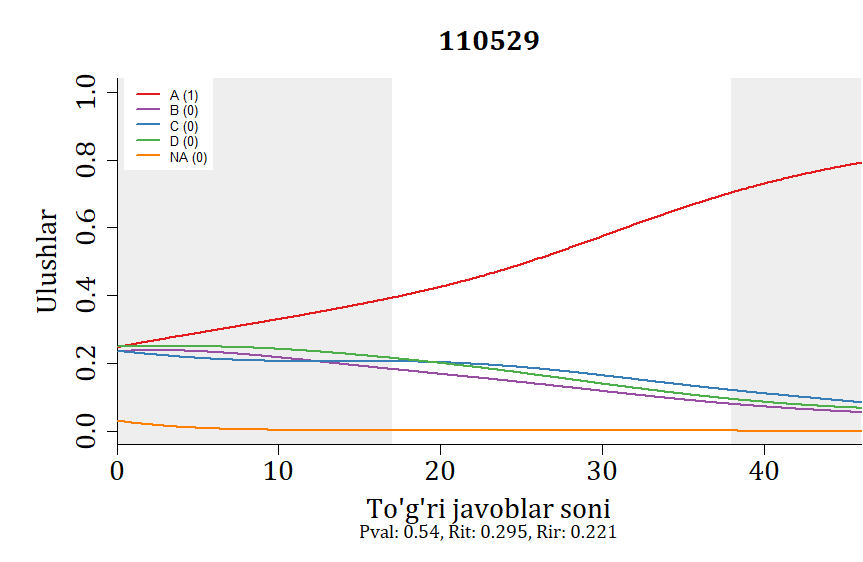 110529
1.0
0.8
0.6
0.4
0.2
0.0
Ulushlar
A (1)
B (0)
C (0)
D (0)
NA (0)
0 10 20 30 40
To'g'ri javoblar soni
Pval: 0.54, Rit: 0.295, Rir: 0.221